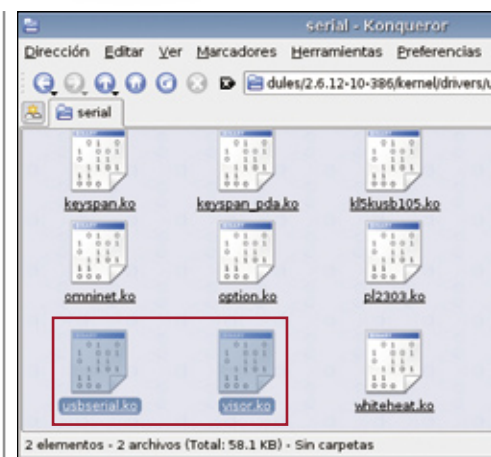 serial - Konqueror
Dirección Editar Ver Marcadores Herramientas Preferencias
dules/2.6.12-10-386/kernel/drivers/u
serial
keyspan.ko keyspan_pda.ko kl5kusb105.ko
omninet.ko option.ko pl2303.ko
usbserial.ko visor.ko whiteheat.ko
2 elementos - 2 archivos (Total: 58.1 KB) - Sin carpetas